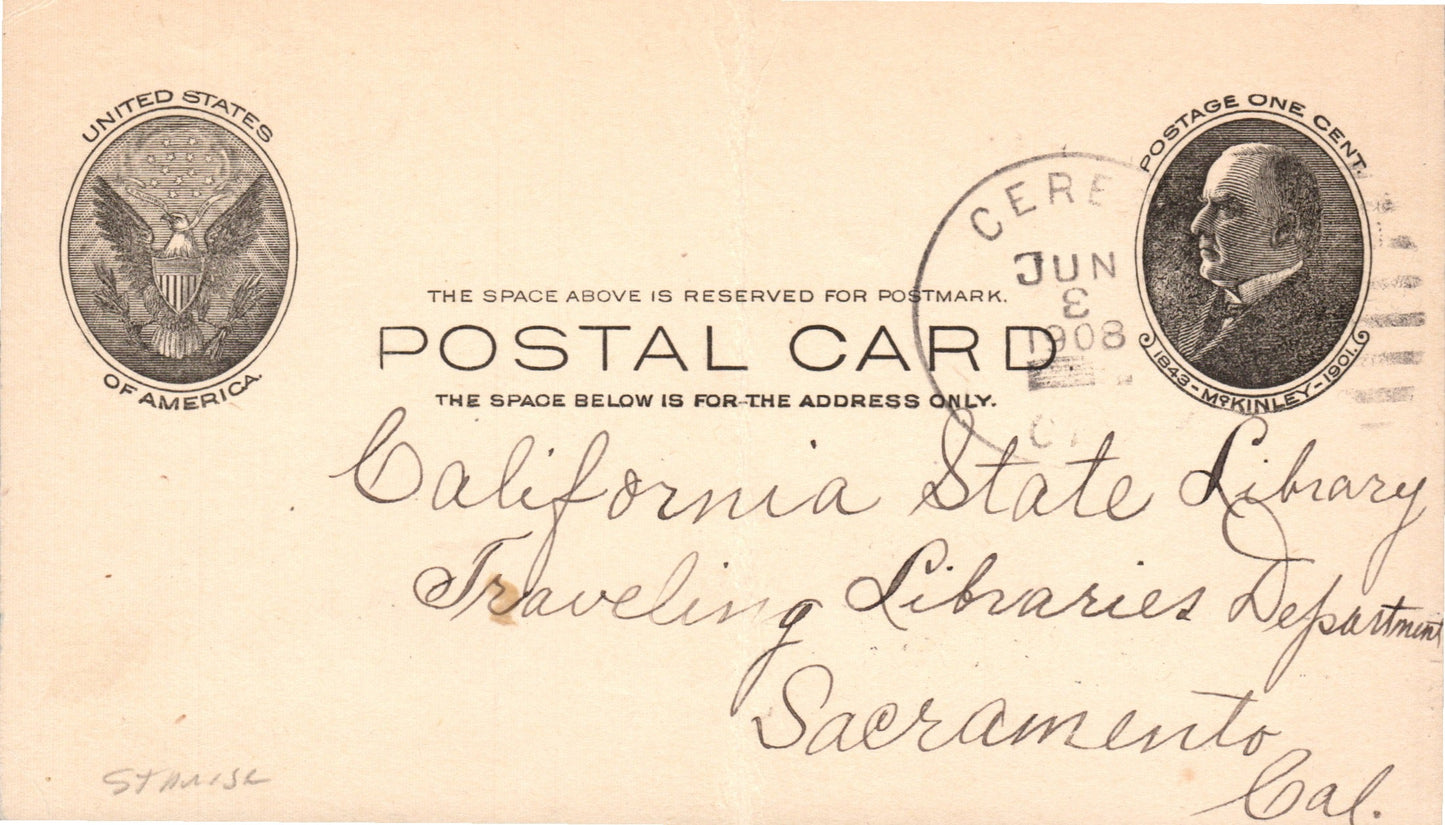 UNITED STATES
OF AMERICA.
POSTAGE ONE CENT.
1843-McKINLEY-1901.
CERE
JUN
3
1908
THE SPACE ABOVE IS RESERVED FOR POSTMARK.
POSTAL CARD
THE SPACE BELOW IS FOR THE ADDRESS ONLY.
California State Library
Traveling Libraries Department
Sacramento
Cal.